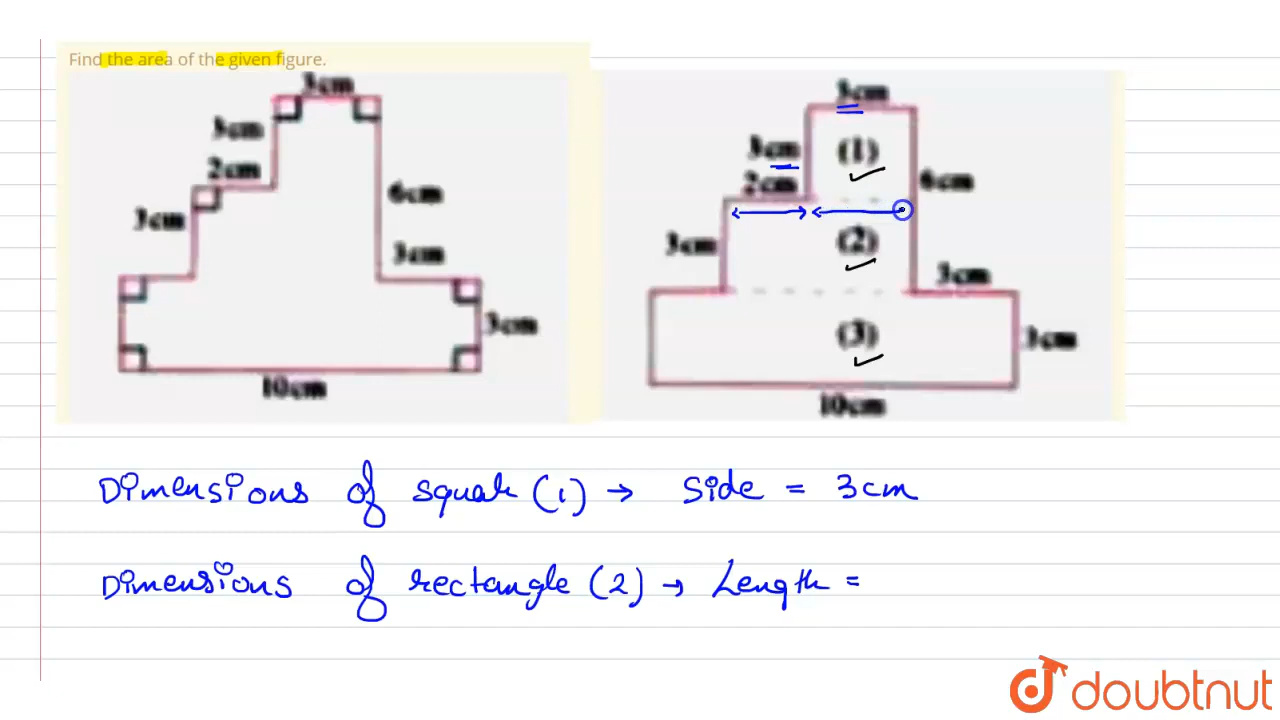 Find the area of the given figure.
3cm
3cm
2cm
3cm
6cm
3cm
3cm
10cm
3cm
3cm
(1)
2cm
6cm
3cm
(2)
3cm
(3)
3cm
10cm
Dimensions of square (1) → Side = 3cm
Dimensions of rectangle (2) → Length =
doubtnut